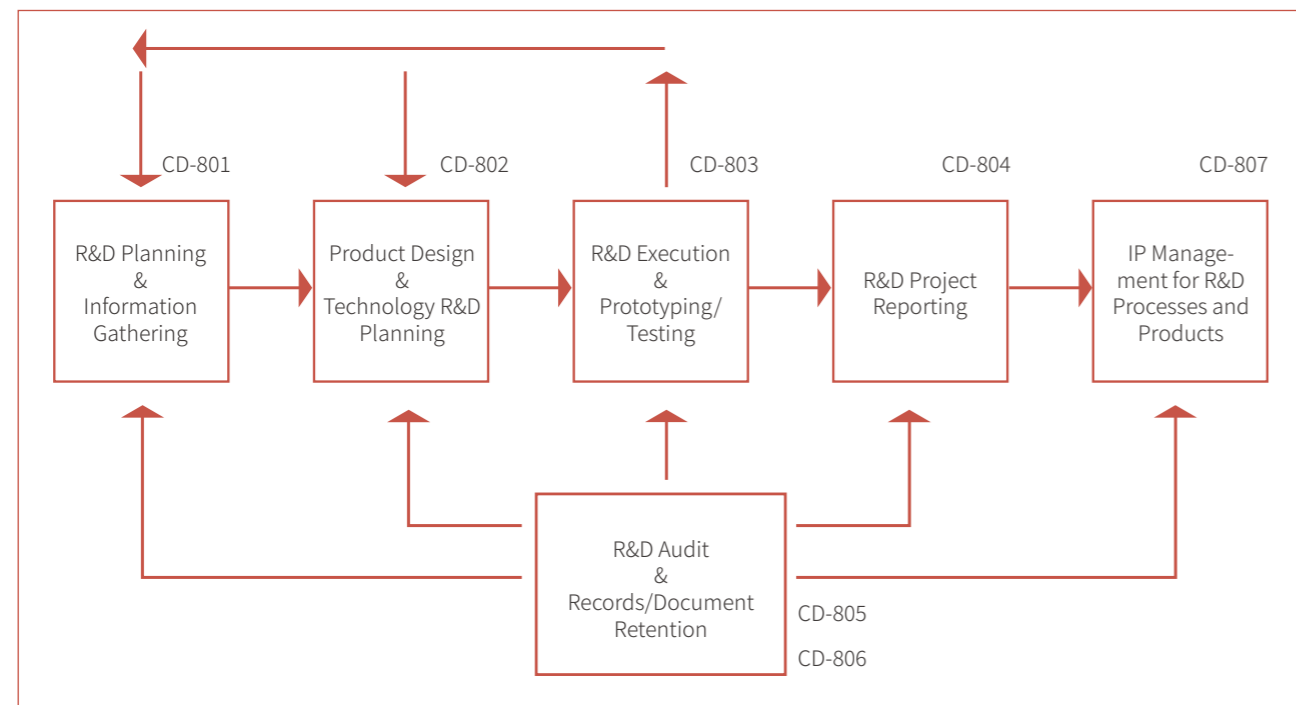 CD-801
CD-802
CD-803
CD-804
CD-807
R&D Planning
&
Information
Gathering
Product Design
&
Technology R&D
Planning
R&D Execution
&
Prototyping/
Testing
R&D Project
Reporting
IP Manage-
ment for R&D
Processes and
Products
R&D Audit
&
Records/Document
Retention
CD-805
CD-806